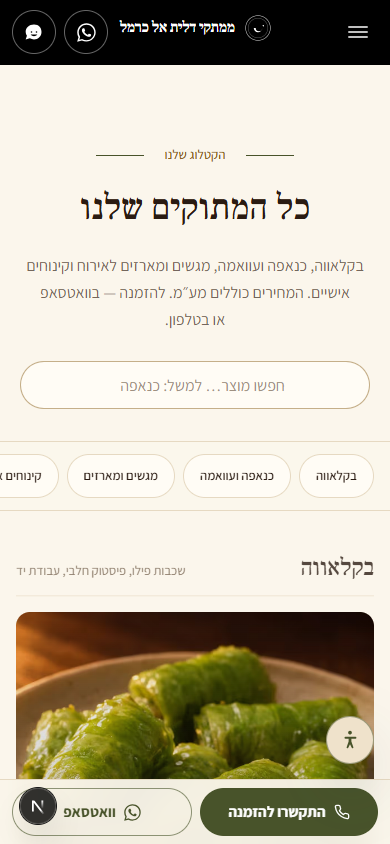 ממתקי דלית אל כרמל
הקטלוג שלנו
כל המתוקים שלנו
בקלאווה, כנאפה ועוואמה, מגשים ומארזים לאירוח וקינוחים
אישיים. המחירים כוללים מע״מ. להזמנה — בוואטסאפ
או בטלפון.
חפשו מוצר… למשל: כנאפה
בקלאווה
כנאפה ועוואמה
מגשים ומארזים
קינוחים
בקלאווה
שכבות פילו, פיסטוק חלבי, עבודת יד
התקשרו להזמנה
וואטסאפ
N